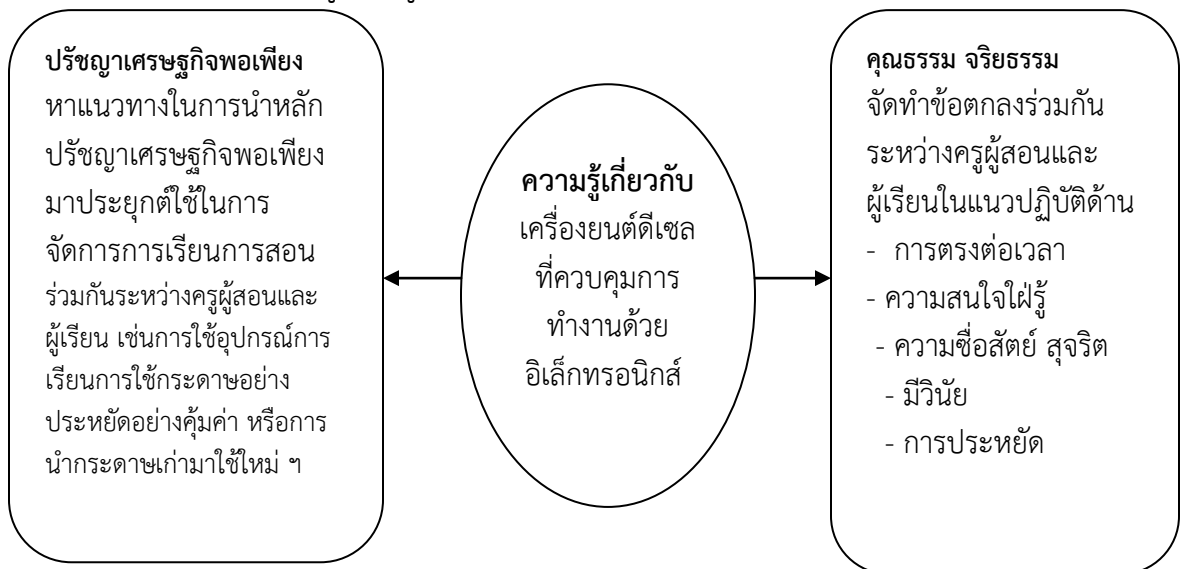 ปรัชญาเศรษฐกิจพอเพียง
หาแนวทางในการนำหลัก
ปรัชญาเศรษฐกิจพอเพียง
มาประยุกต์ใช้ในการ
จัดการการเรียนการสอน
ร่วมกันระหว่างครูผู้สอนและ
ผู้เรียน เช่นการใช้อุปกรณ์การ
เรียนการใช้กระดาษอย่าง
ประหยัดอย่างคุ้มค่า หรือการ
นำกระดาษเก่ามาใช้ใหม่ ฯ
ความรู้เกี่ยวกับ
เครื่องยนต์ดีเซล
ที่ควบคุมการ
ทำงานด้วย
อิเล็กทรอนิกส์
คุณธรรม จริยธรรม
จัดทำข้อตกลงร่วมกัน
ระหว่างครูผู้สอนและ
ผู้เรียนในแนวปฏิบัติด้าน
- การตรงต่อเวลา
- ความสนใจใฝ่รู้
- ความซื่อสัตย์ สุจริต
- มีวินัย
- การประหยัด